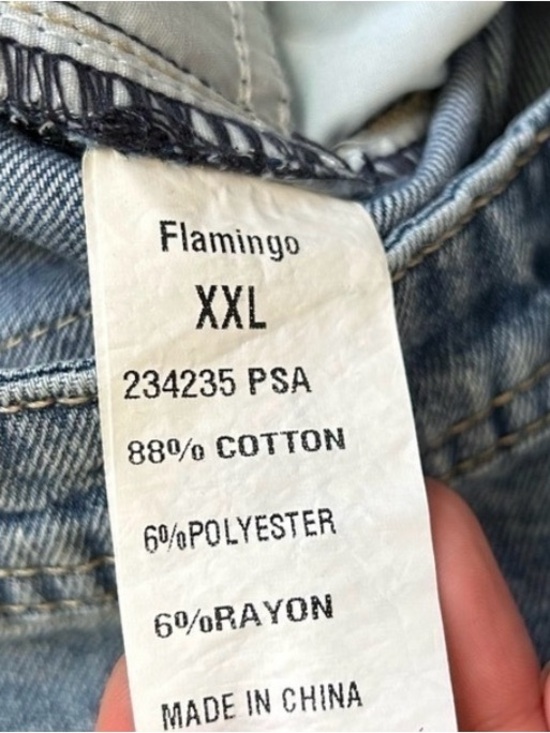 Flamingo
XXL
234235 PSA
88% COTTON
6%POLYESTER
6%RAYON
MADE IN CHINA